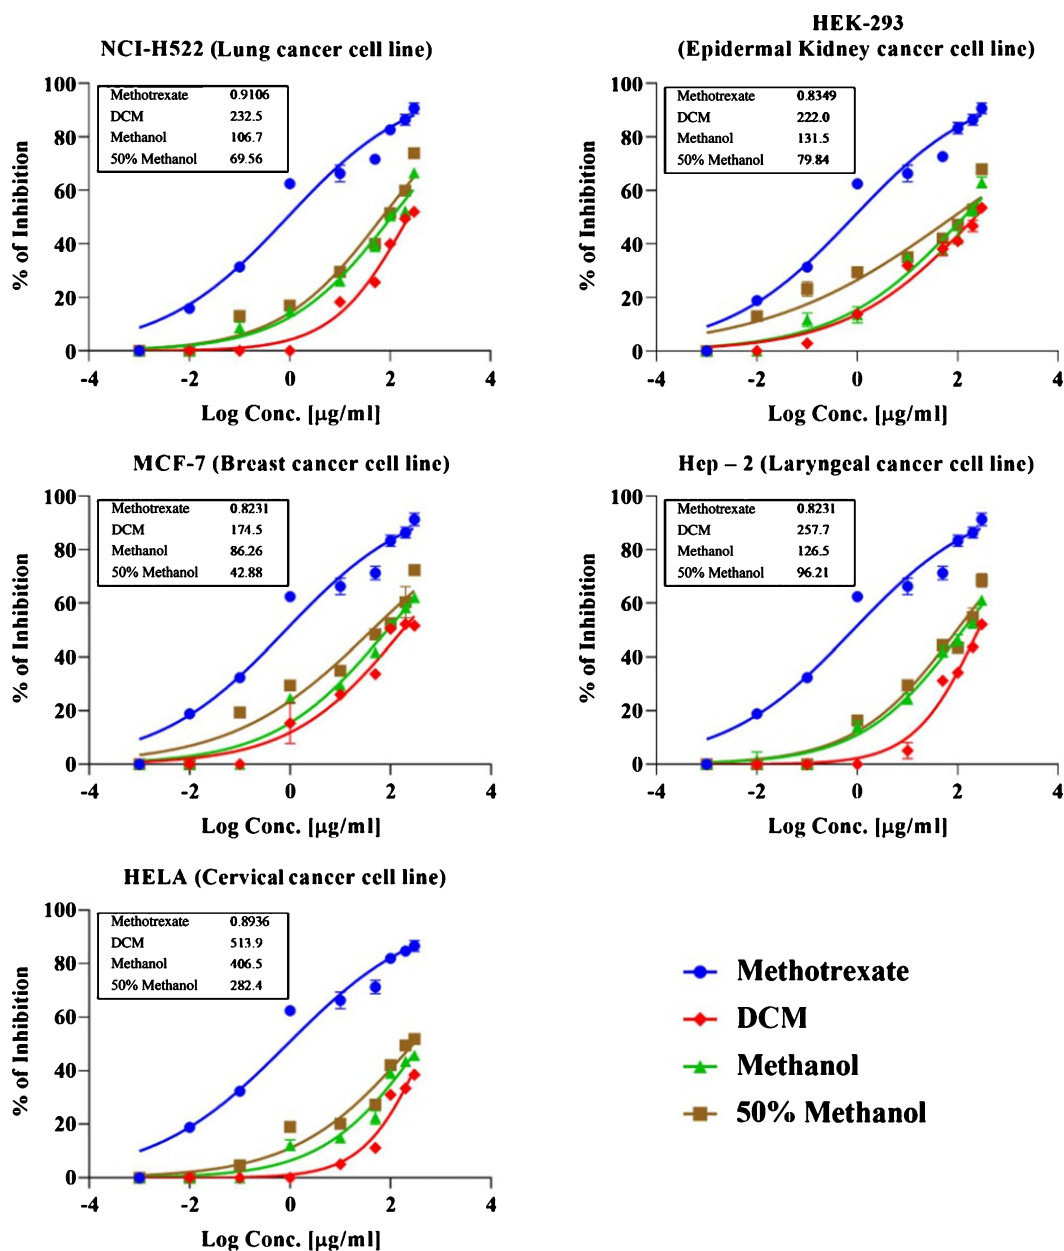 NCI-H522 (Lung cancer cell line)
% of Inhibition
100
80
60
40
20
0
Methotrexate 0.9106
DCM 232.5
Methanol 106.7
50% Methanol 69.56
-4 -2 0 2 4
Log Conc. [µg/ml]
HEK-293
(Epidermal Kidney cancer cell line)
% of Inhibition
100
80
60
40
20
0
Methotrexate 0.8349
DCM 222.0
Methanol 131.5
50% Methanol 79.84
-4 -2 0 2 4
Log Conc. [µg/ml]
MCF-7 (Breast cancer cell line)
% of Inhibition
100
80
60
40
20
0
Methotrexate 0.8231
DCM 174.5
Methanol 86.26
50% Methanol 42.88
-4 -2 0 2 4
Log Conc. [µg/ml]
Hep – 2 (Laryngeal cancer cell line)
% of Inhibition
100
80
60
40
20
0
Methotrexate 0.8231
DCM 257.7
Methanol 126.5
50% Methanol 96.21
-4 -2 0 2 4
Log Conc. [µg/ml]
HELA (Cervical cancer cell line)
% of Inhibition
100
80
60
40
20
0
Methotrexate 0.8936
DCM 513.9
Methanol 406.5
50% Methanol 282.4
-4 -2 0 2 4
Log Conc. [µg/ml]
Methotrexate
DCM
Methanol
50% Methanol